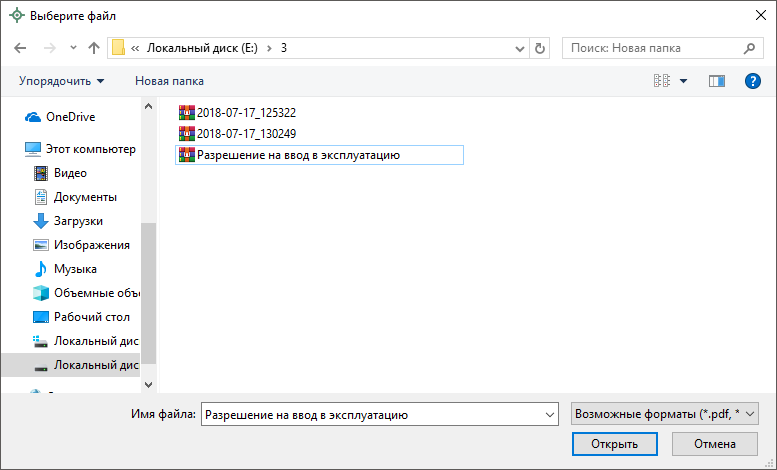 Выберите файл
« Локальный диск (E:) › 3
Поиск: Новая папка
Упорядочить
Новая папка
?
OneDrive
Этот компьютер
Видео
Документы
Загрузки
Изображения
Музыка
Объемные объ
Рабочий стол
Локальный дис
Локальный дис
2018-07-17_125322
2018-07-17_130249
Разрешение на ввод в эксплуатацию
Имя файла:
Разрешение на ввод в эксплуатацию
Возможные форматы (*.pdf, *
Открыть
Отмена